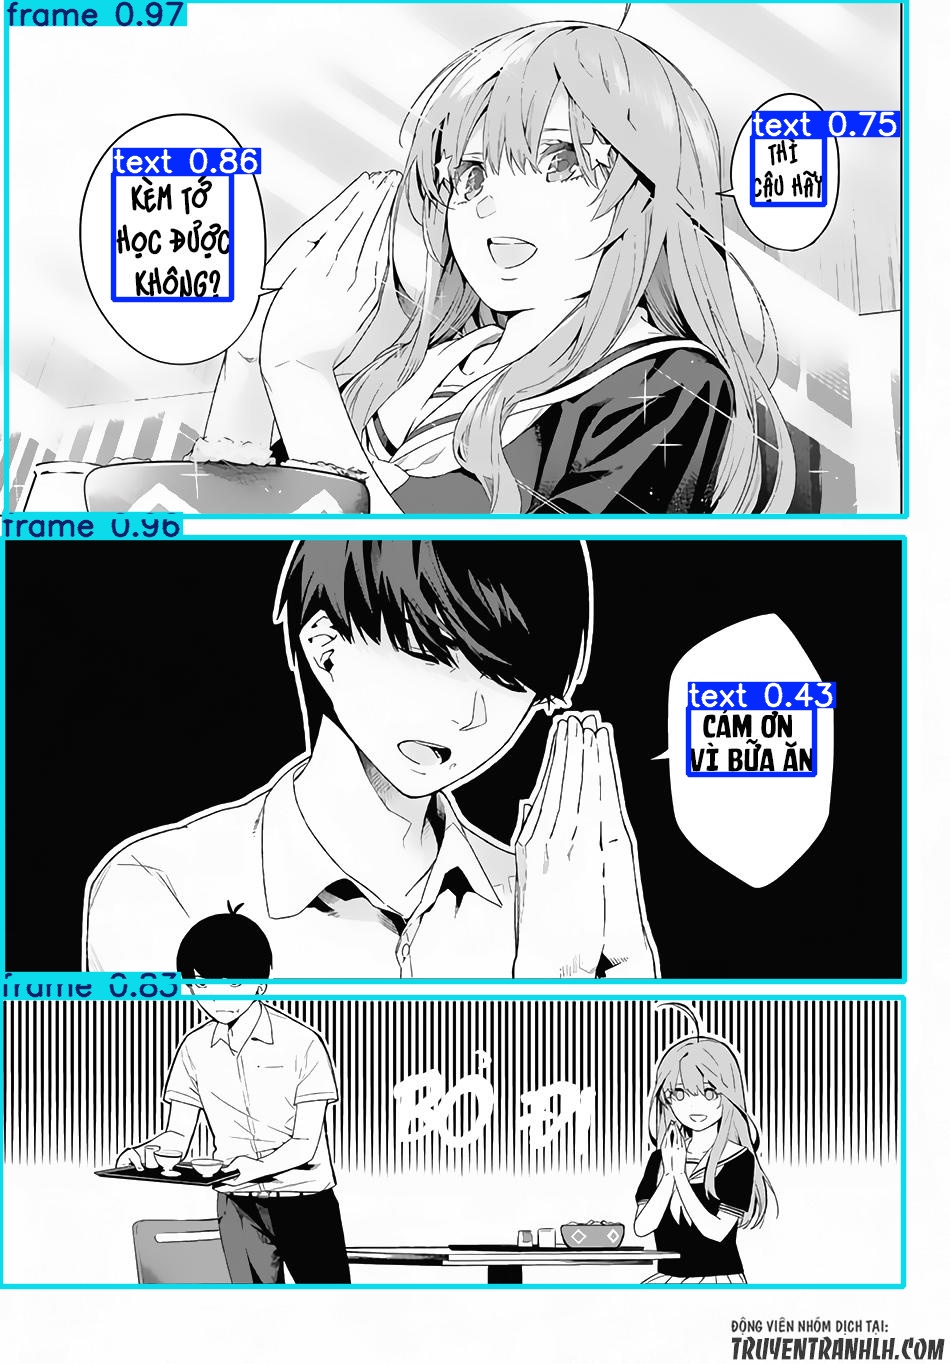 frame 0.97
text 0.75
THÌ
CẬU HÃY
text 0.86
KÈM TỚ
HỌC ĐƯỢC
KHÔNG?
frame 0.96
text 0.43
CÁM ƠN
VÌ BỮA ĂN
frame 0.83
BỎ ĐI
ĐỘNG VIÊN NHÓM DỊCH TẠI:
TRUYENTRANHLH.COM